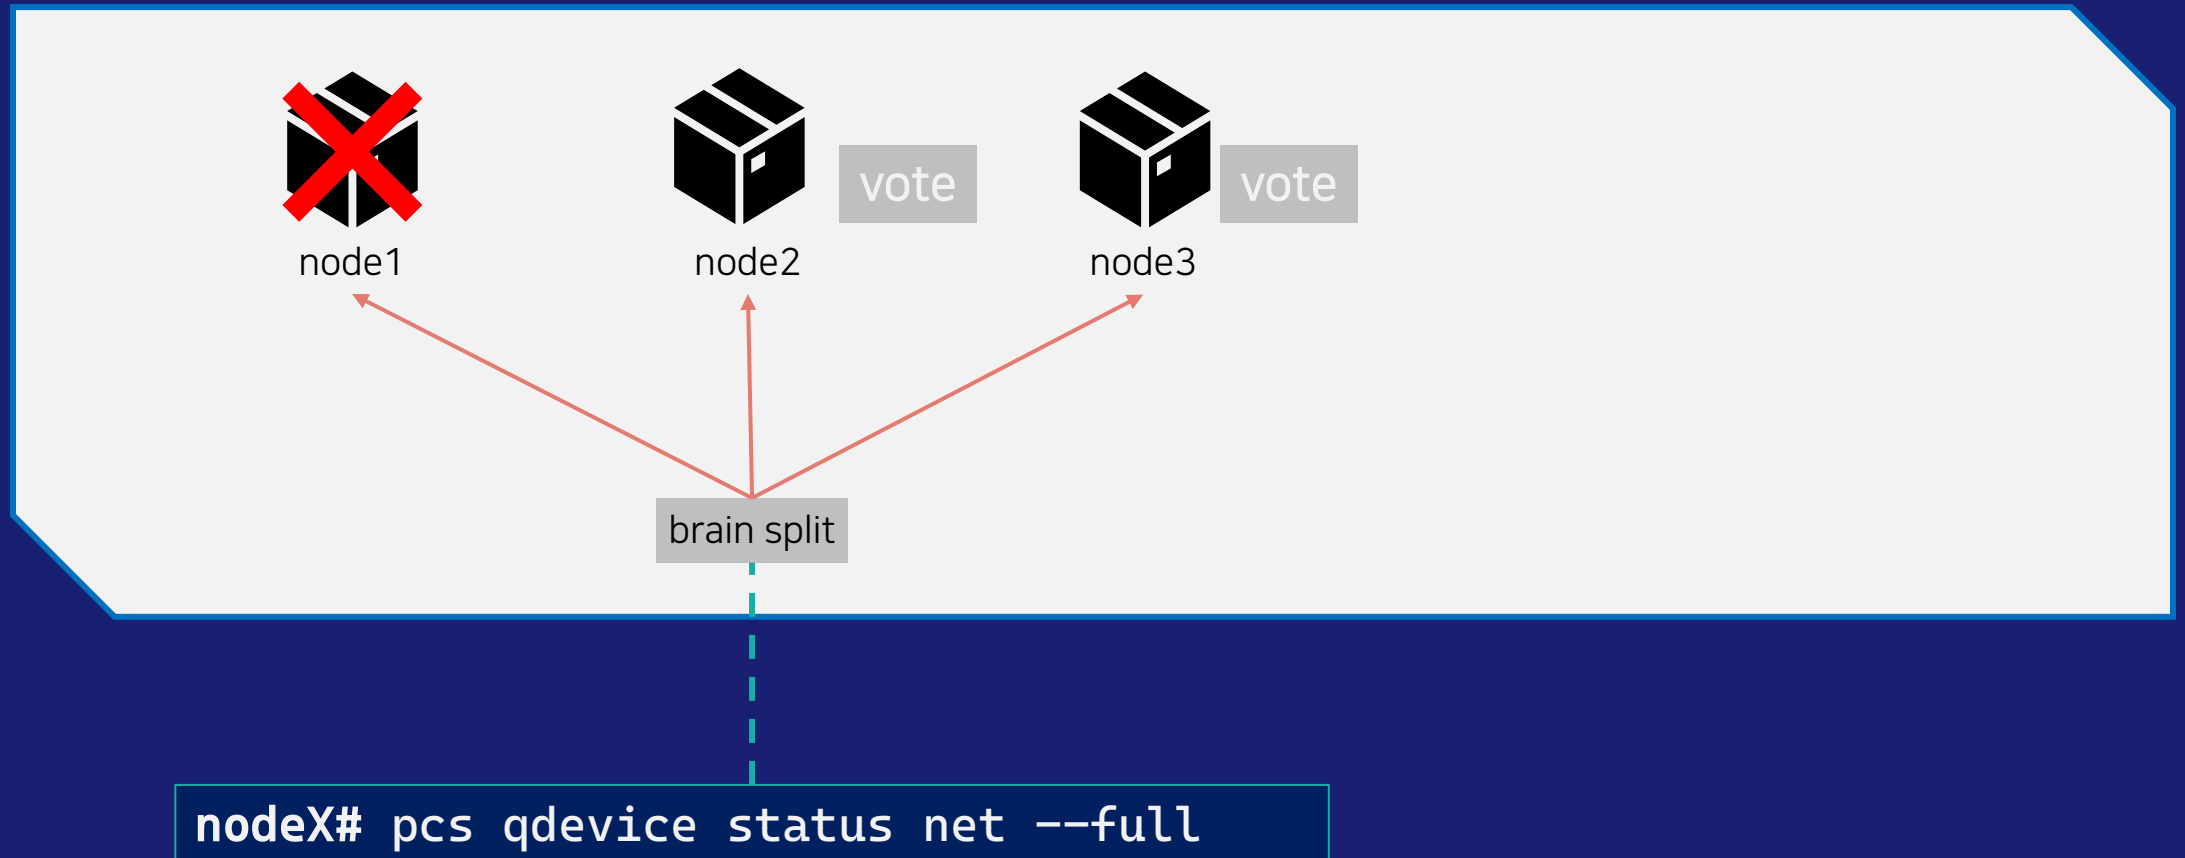 vote
vote
node1
node2
node3
brain split
nodeX# pcs qdevice status net --full